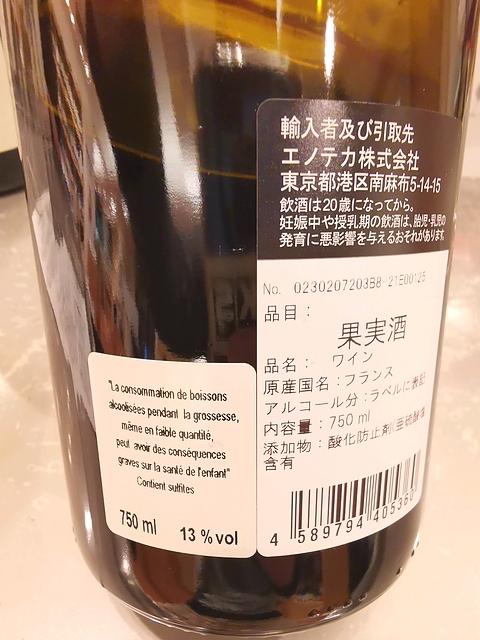 輸入者及び引取先
エノテカ株式会社
東京都港区南麻布5-14-15
飲酒は20歳になってから。
妊娠中や授乳期の飲酒は、胎児・乳児の
発育に悪影響を与えるおそれがあります。
No. 0230207203B8-21E00125
品目：
果実酒
品名： ワイン
原産国名：フランス
アルコール分：ラベルに表記
内容量：750 ml
添加物：酸化防止剤(亜硫酸塩
含有
4 589794 405360
"La consommation de boissons
alcoolisées pendant la grossesse,
même en faible quantité,
peut avoir des conséquences
graves sur la santé de l'enfant"
Contient sulfites
750 ml 13 % vol